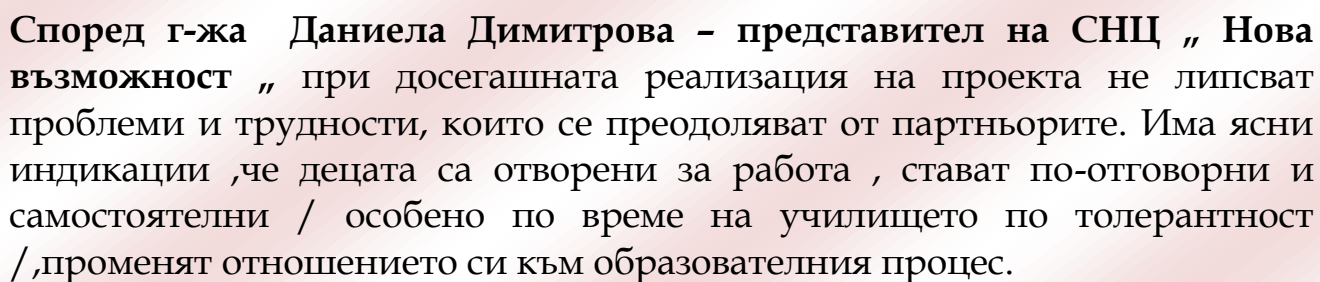 Според г-жа Даниела Димитрова – представител на СНЦ „ Нова
възможност „ при досегашната реализация на проекта не липсват
проблеми и трудности, които се преодоляват от партньорите. Има ясни
индикации ,че децата са отворени за работа , стават по-отговорни и
самостоятелни / особено по време на училището по толерантност
/,променят отношението си към образователния процес.